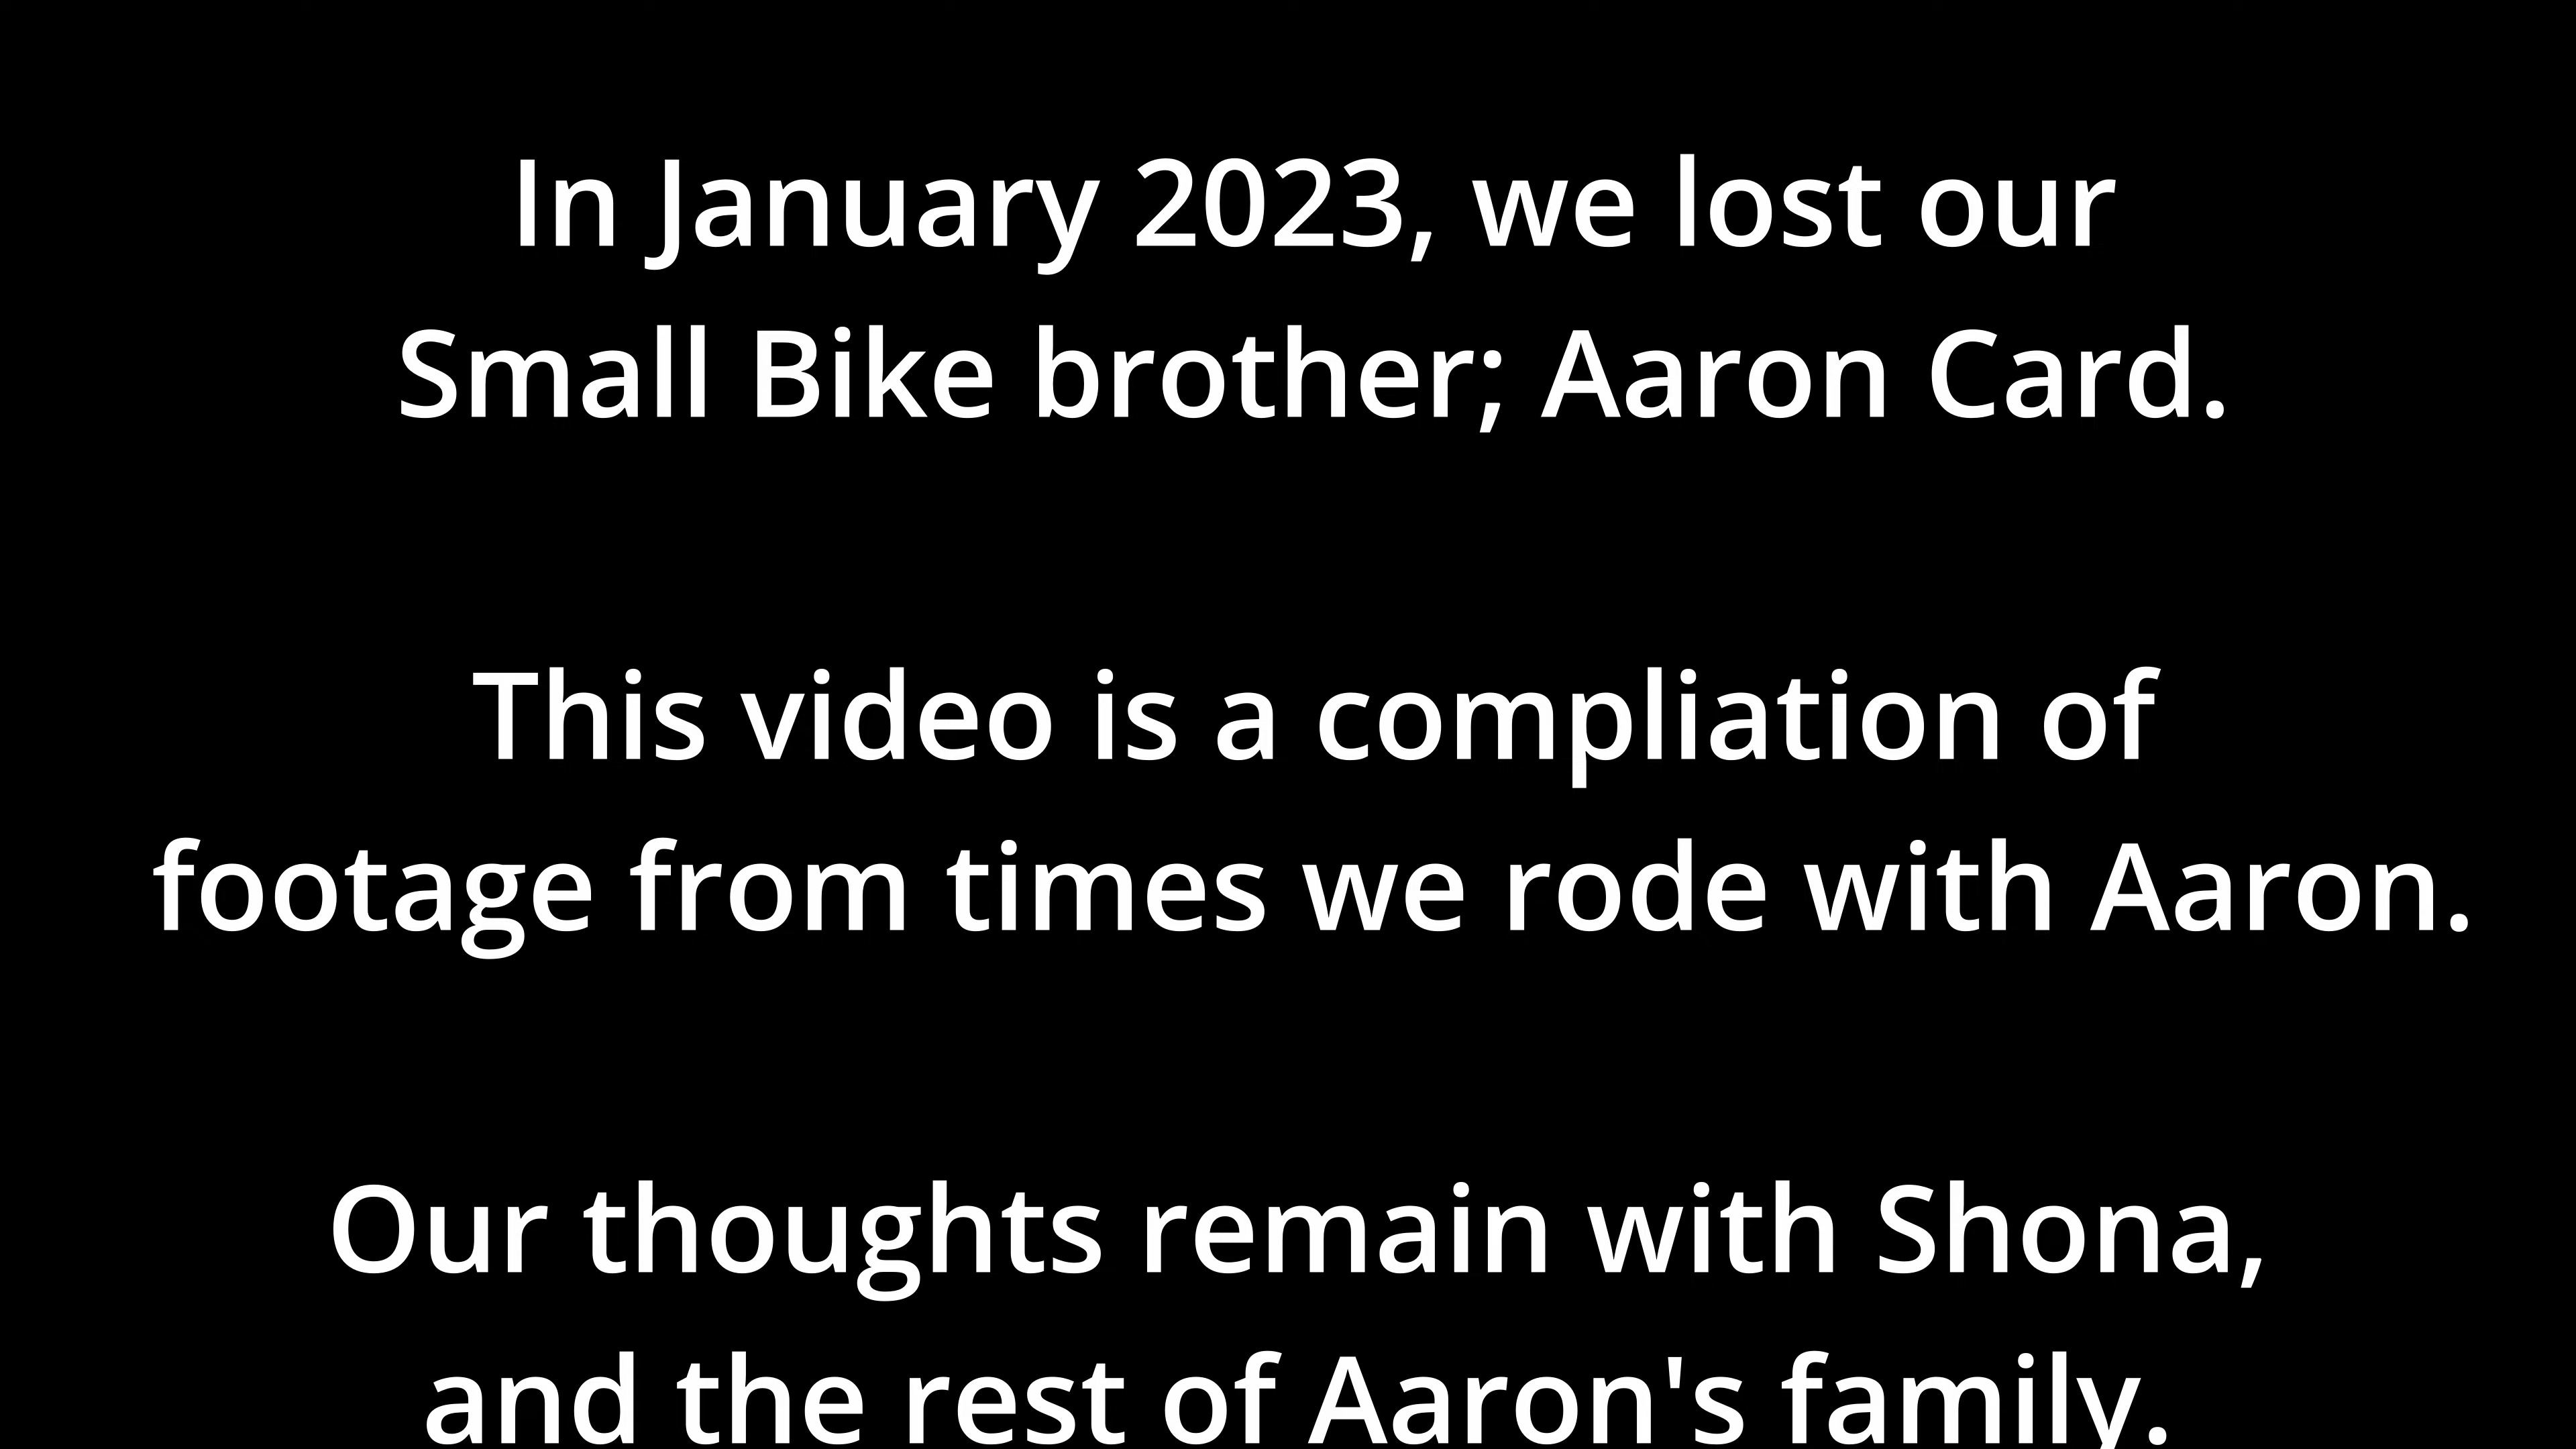 In January 2023, we lost our
Small Bike brother; Aaron Card.
This video is a compliation of
footage from times we rode with Aaron.
Our thoughts remain with Shona,
and the rest of Aaron's family.